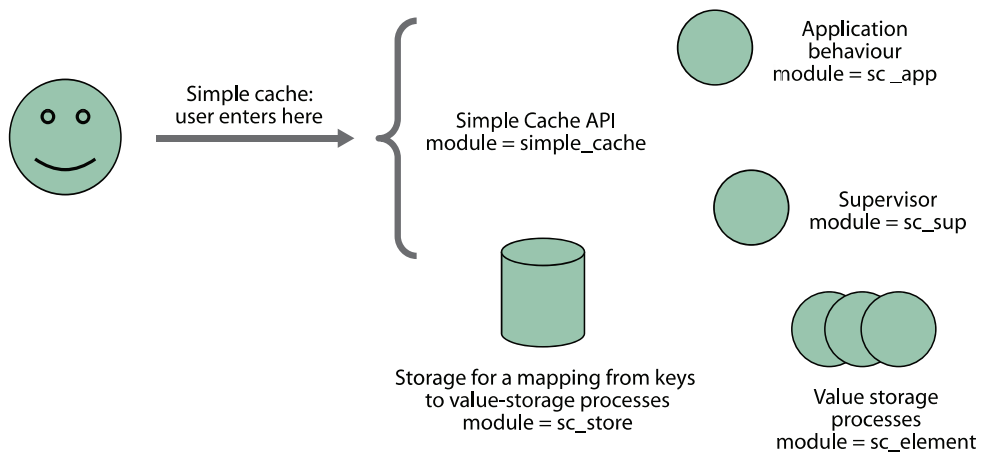 Simple cache:
user enters here
Simple Cache API
module = simple_cache
Application
behaviour
module = sc _app
Supervisor
module = sc_sup
Storage for a mapping from keys
to value-storage processes
module = sc_store
Value storage
processes
module = sc_element